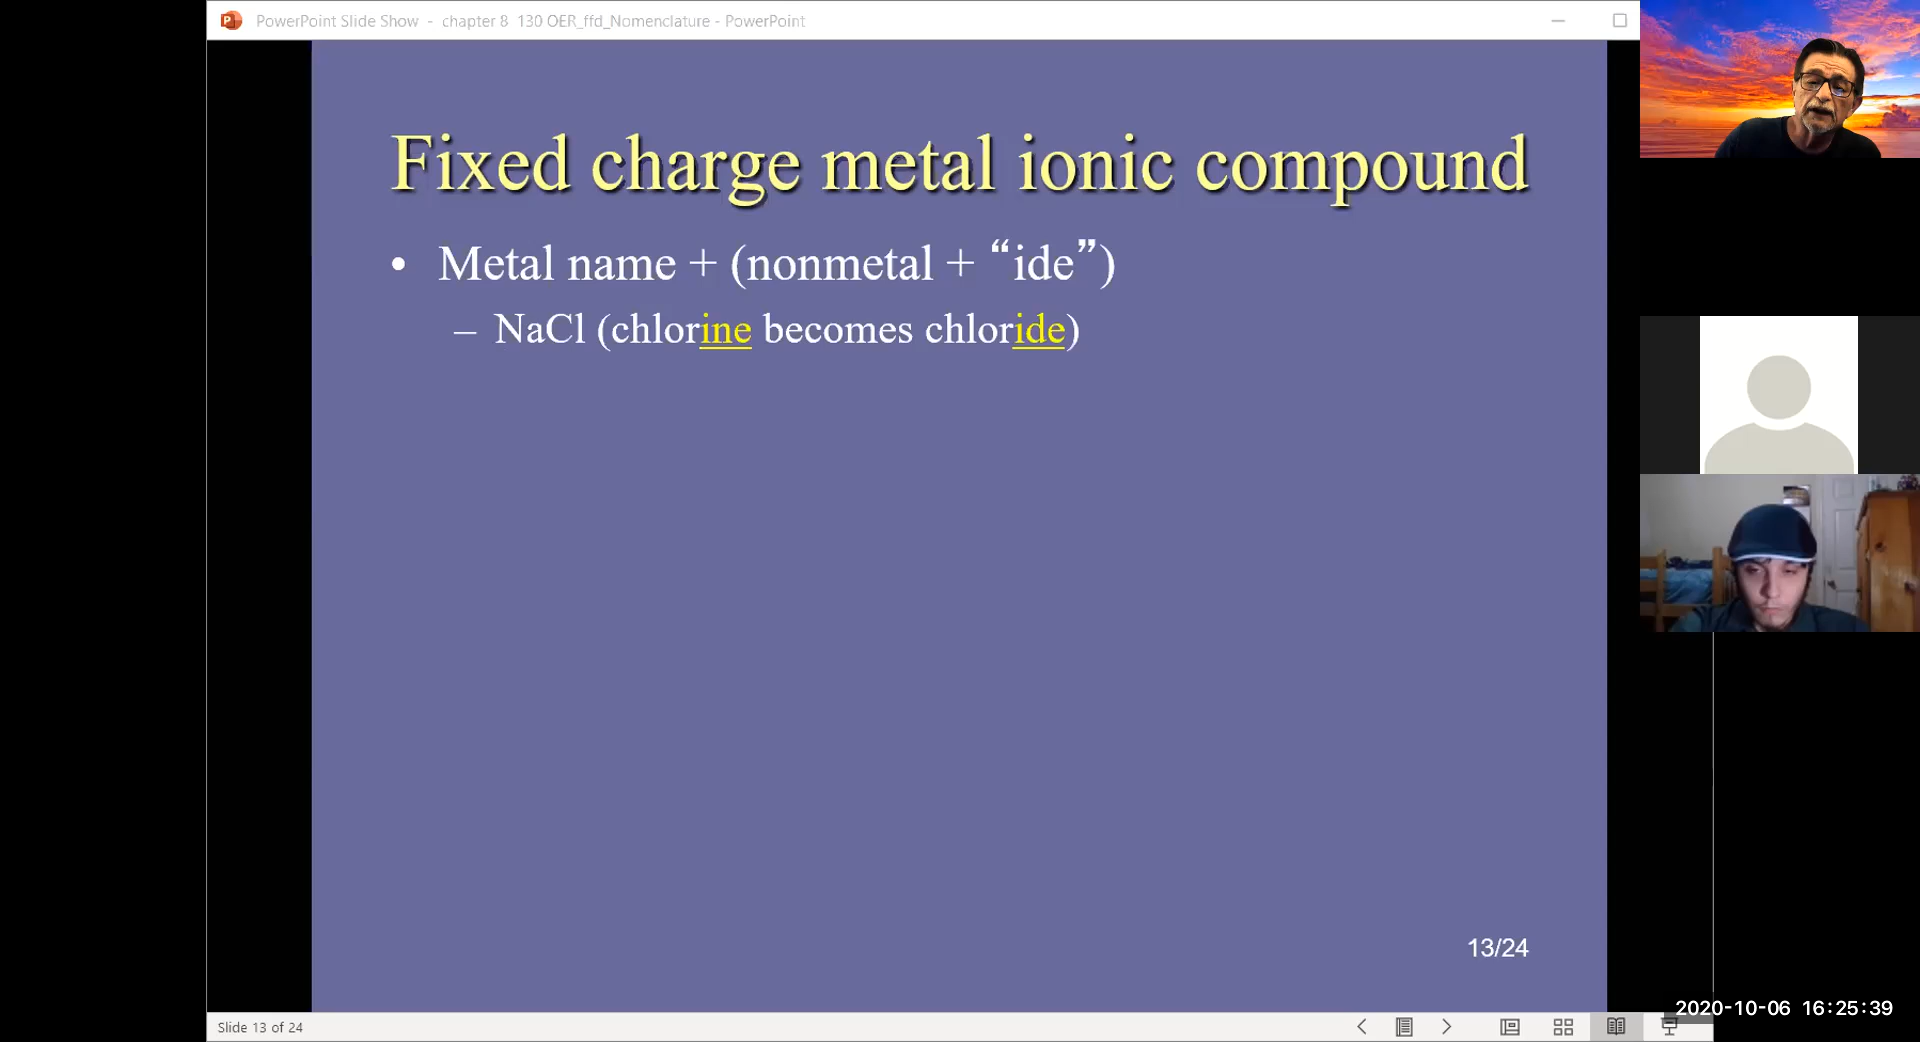 PowerPoint Slide Show - chapter 8 130 OER_ffd_Nomenclature - PowerPoint
Fixed charge metal ionic compound
• Metal name + (nonmetal + “ide”)
– NaCl (chlorine becomes chloride)
13/24
2020-10-06 16:25:39
Slide 13 of 24